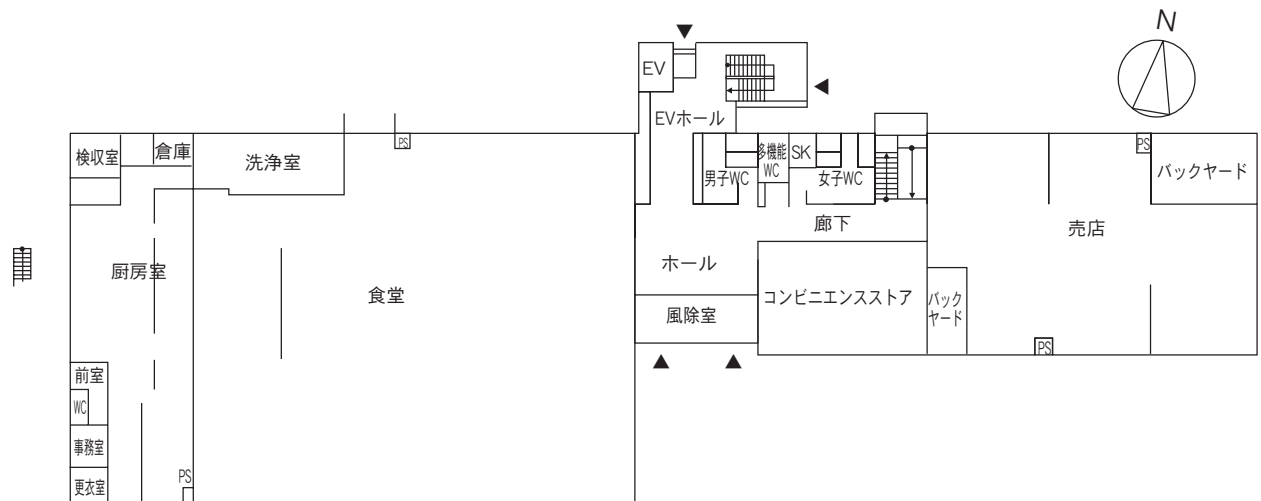 N
EV
EVホール
検収室
倉庫
洗浄室
PS
男子WC
多機能
WC
SK
女子WC
PS
バックヤード
廊下
売店
厨房室
食堂
ホール
コンビニエンスストア
バック
ヤード
風除室
PS
前室
WC
事務室
PS
更衣室